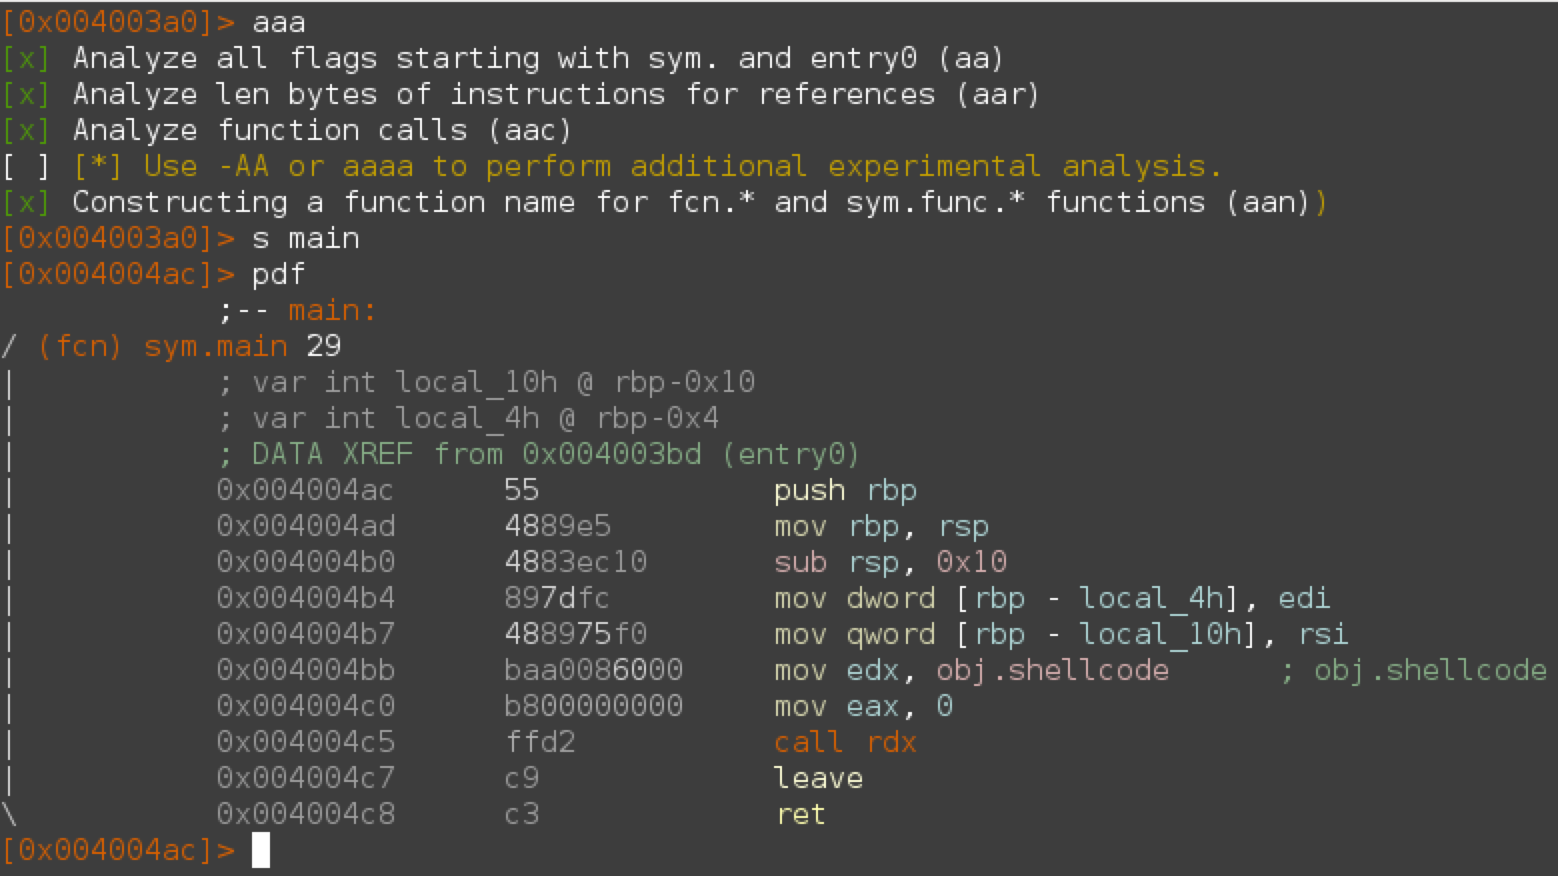 [0x004003a0]> aaa
[x] Analyze all flags starting with sym. and entry0 (aa)
[x] Analyze len bytes of instructions for references (aar)
[x] Analyze function calls (aac)
[ ] [*] Use -AA or aaaa to perform additional experimental analysis.
[x] Constructing a function name for fcn.* and sym.func.* functions (aan))
[0x004003a0]> s main
[0x004004ac]> pdf
            ;-- main:
/ (fcn) sym.main 29
|           ; var int local_10h @ rbp-0x10
|           ; var int local_4h @ rbp-0x4
|           ; DATA XREF from 0x004003bd (entry0)
|           0x004004ac      55             push rbp
|           0x004004ad      4889e5         mov rbp, rsp
|           0x004004b0      4883ec10       sub rsp, 0x10
|           0x004004b4      897dfc         mov dword [rbp - local_4h], edi
|           0x004004b7      488975f0       mov qword [rbp - local_10h], rsi
|           0x004004bb      baa0086000     mov edx, obj.shellcode      ; obj.shellcode
|           0x004004c0      b800000000     mov eax, 0
|           0x004004c5      ffd2           call rdx
|           0x004004c7      c9             leave
\           0x004004c8      c3             ret
[0x004004ac]>